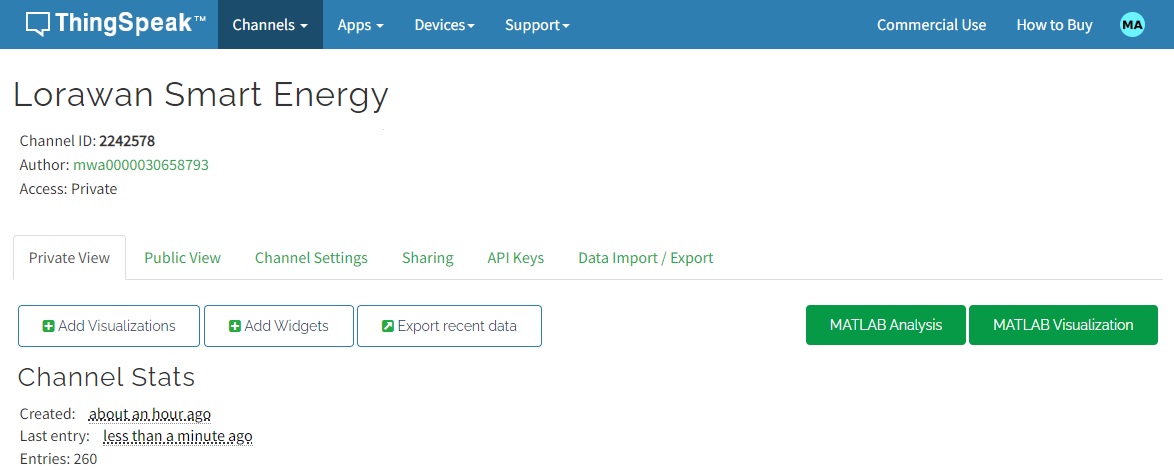 ThingSpeak™ Channels Apps Devices Support Commercial Use How to Buy MA
Lorawan Smart Energy
Channel ID: 2242578
Author: mwa0000030658793
Access: Private
Private View Public View Channel Settings Sharing API Keys Data Import / Export
Add Visualizations Add Widgets Export recent data MATLAB Analysis MATLAB Visualization
Channel Stats
Created: about an hour ago
Last entry: less than a minute ago
Entries: 260